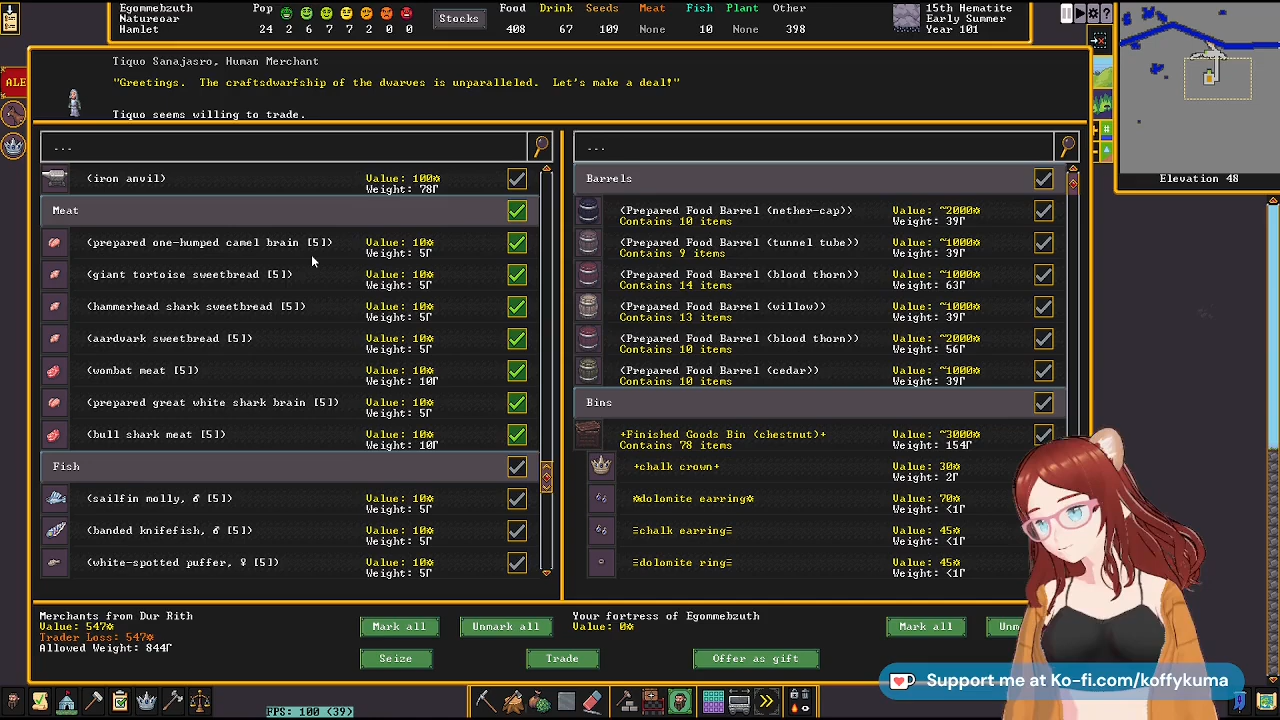 Egommebzuth
Natureoar
Hamlet
Pop
24 2 6 7 7 2 0 0
Stocks
Food Drink Seeds Meat Fish Plant Other
408 67 109 None 10 None 398
15th Hematite
Early Summer
Year 101
Elevation 48
ALE
Tiquo Sanajasro, Human Merchant
"Greetings. The craftsdwarfship of the dwarves is unparalleled. Let's make a deal!"
Tiquo seems willing to trade.
...
(iron anvil) Value: 100☼
Weight: 78Γ
Meat
(prepared one-humped camel brain [5]) Value: 10☼
Weight: 5Γ
(giant tortoise sweetbread [5]) Value: 10☼
Weight: 5Γ
(hammerhead shark sweetbread [5]) Value: 10☼
Weight: 5Γ
(aardvark sweetbread [5]) Value: 10☼
Weight: 5Γ
(wombat meat [5]) Value: 10☼
Weight: 10Γ
(prepared great white shark brain [5]) Value: 10☼
Weight: 5Γ
(bull shark meat [5]) Value: 10☼
Weight: 10Γ
Fish
(sailfin molly, ♂ [5]) Value: 10☼
Weight: 5Γ
(banded knifefish, ♂ [5]) Value: 10☼
Weight: 5Γ
(white-spotted puffer, ♀ [5]) Value: 10☼
Weight: 5Γ
...
Barrels
(Prepared Food Barrel (nether-cap)) Value: ~2000☼
Contains 10 items Weight: 39Γ
(Prepared Food Barrel (tunnel tube)) Value: ~1000☼
Contains 9 items Weight: 39Γ
(Prepared Food Barrel (blood thorn)) Value: ~1000☼
Contains 14 items Weight: 63Γ
(Prepared Food Barrel (willow)) Value: ~1000☼
Contains 13 items Weight: 39Γ
(Prepared Food Barrel (blood thorn)) Value: ~2000☼
Contains 10 items Weight: 56Γ
(Prepared Food Barrel (cedar)) Value: ~1000☼
Contains 10 items Weight: 39Γ
Bins
+Finished Goods Bin (chestnut)+ Value: ~3000☼
Contains 78 items Weight: 154Γ
+chalk crown+ Value: 30☼
Weight: 2Γ
☼dolomite earring☼ Value: 70☼
Weight: <1Γ
≡chalk earring≡ Value: 45☼
Weight: <1Γ
≡dolomite ring≡ Value: 45☼
Weight: <1Γ
Merchants from Dur Rith
Value: 547☼
Trader Loss: 547☼
Allowed Weight: 844Γ
Mark all
Unmark all
Seize
Trade
Your fortress of Egommebzuth
Value: 0☼
Mark all
Unm
Offer as gift
Support me at Ko-fi.com/koffykuma
FPS: 100 (39)